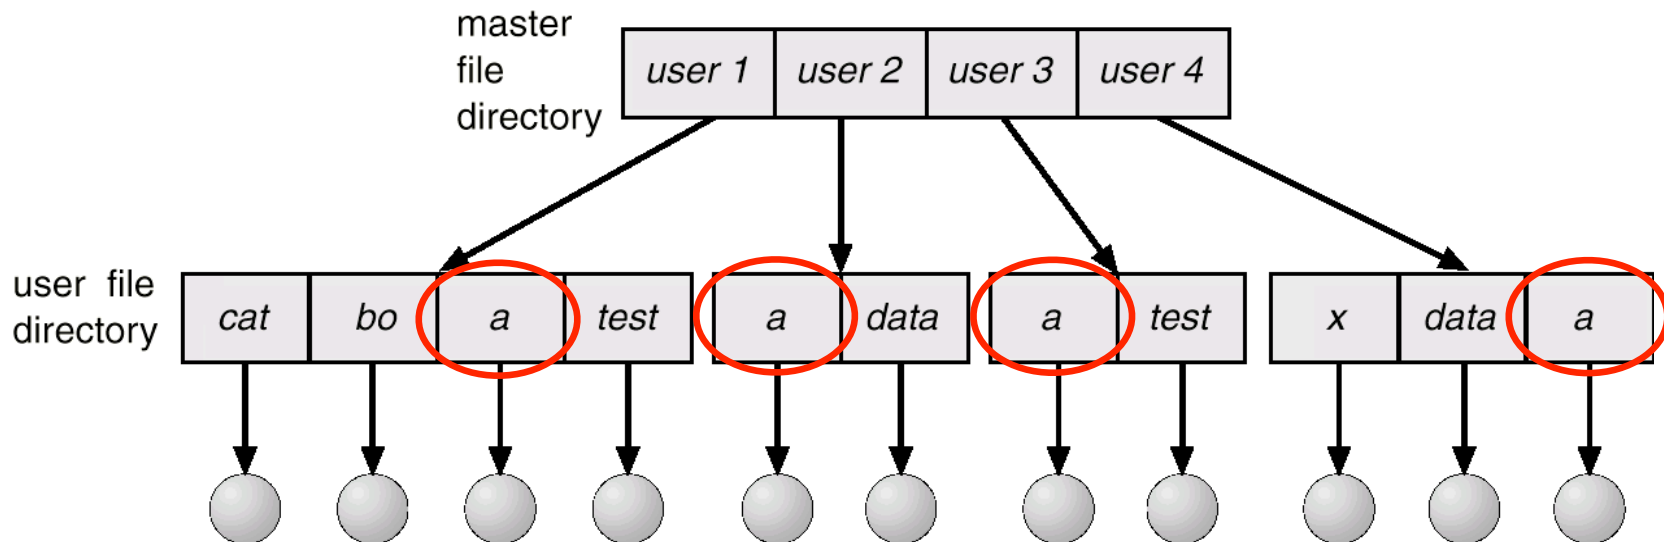 master
file
directory
user 1 user 2 user 3 user 4
user file
directory
cat bo a test a data a test x data a